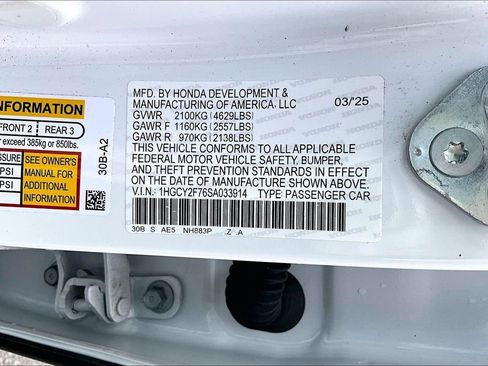 NFORMATION
FRONT 2 REAR 3
r exceed 385kg or 850lbs.
SSURE
PSI
PSI
SEE OWNER'S
MANUAL FOR
ADDITIONAL
INFORMATION
30B-A2
MFD. BY HONDA DEVELOPMENT &
MANUFACTURING OF AMERICA, LLC 03/25
GVWR 2100KG (4629LBS)
GAWR F 1160KG (2557LBS)
GAWR R 970KG (2138LBS)
THIS VEHICLE CONFORMS TO ALL APPLICABLE
FEDERAL MOTOR VEHICLE SAFETY, BUMPER,
AND THEFT PREVENTION STANDARDS IN EFFECT
ON THE DATE OF MANUFACTURE SHOWN ABOVE.
V.I.N.: 1HGCY2F76SA033914 TYPE PASSENGER CAR
30B S AE5 NH883P Z .A